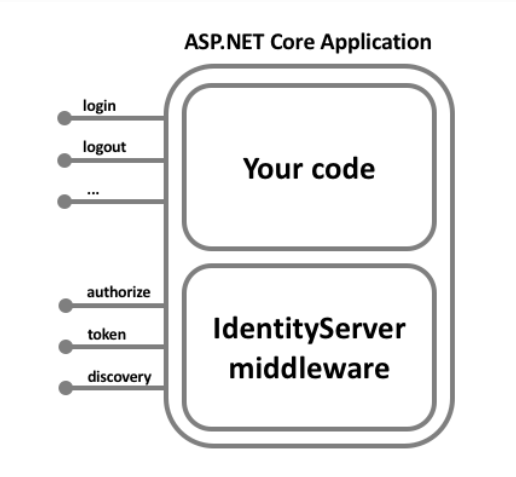 ASP.NET Core Application
login
logout
...
Your code
authorize
token
discovery
IdentityServer
middleware